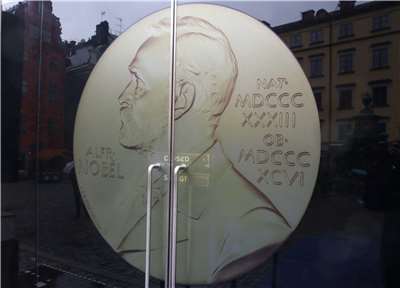 ALFR.
NOBEL
NAT.
MDCCC
XXXIII
OB.
MDCCC
XCVI
CLOSED